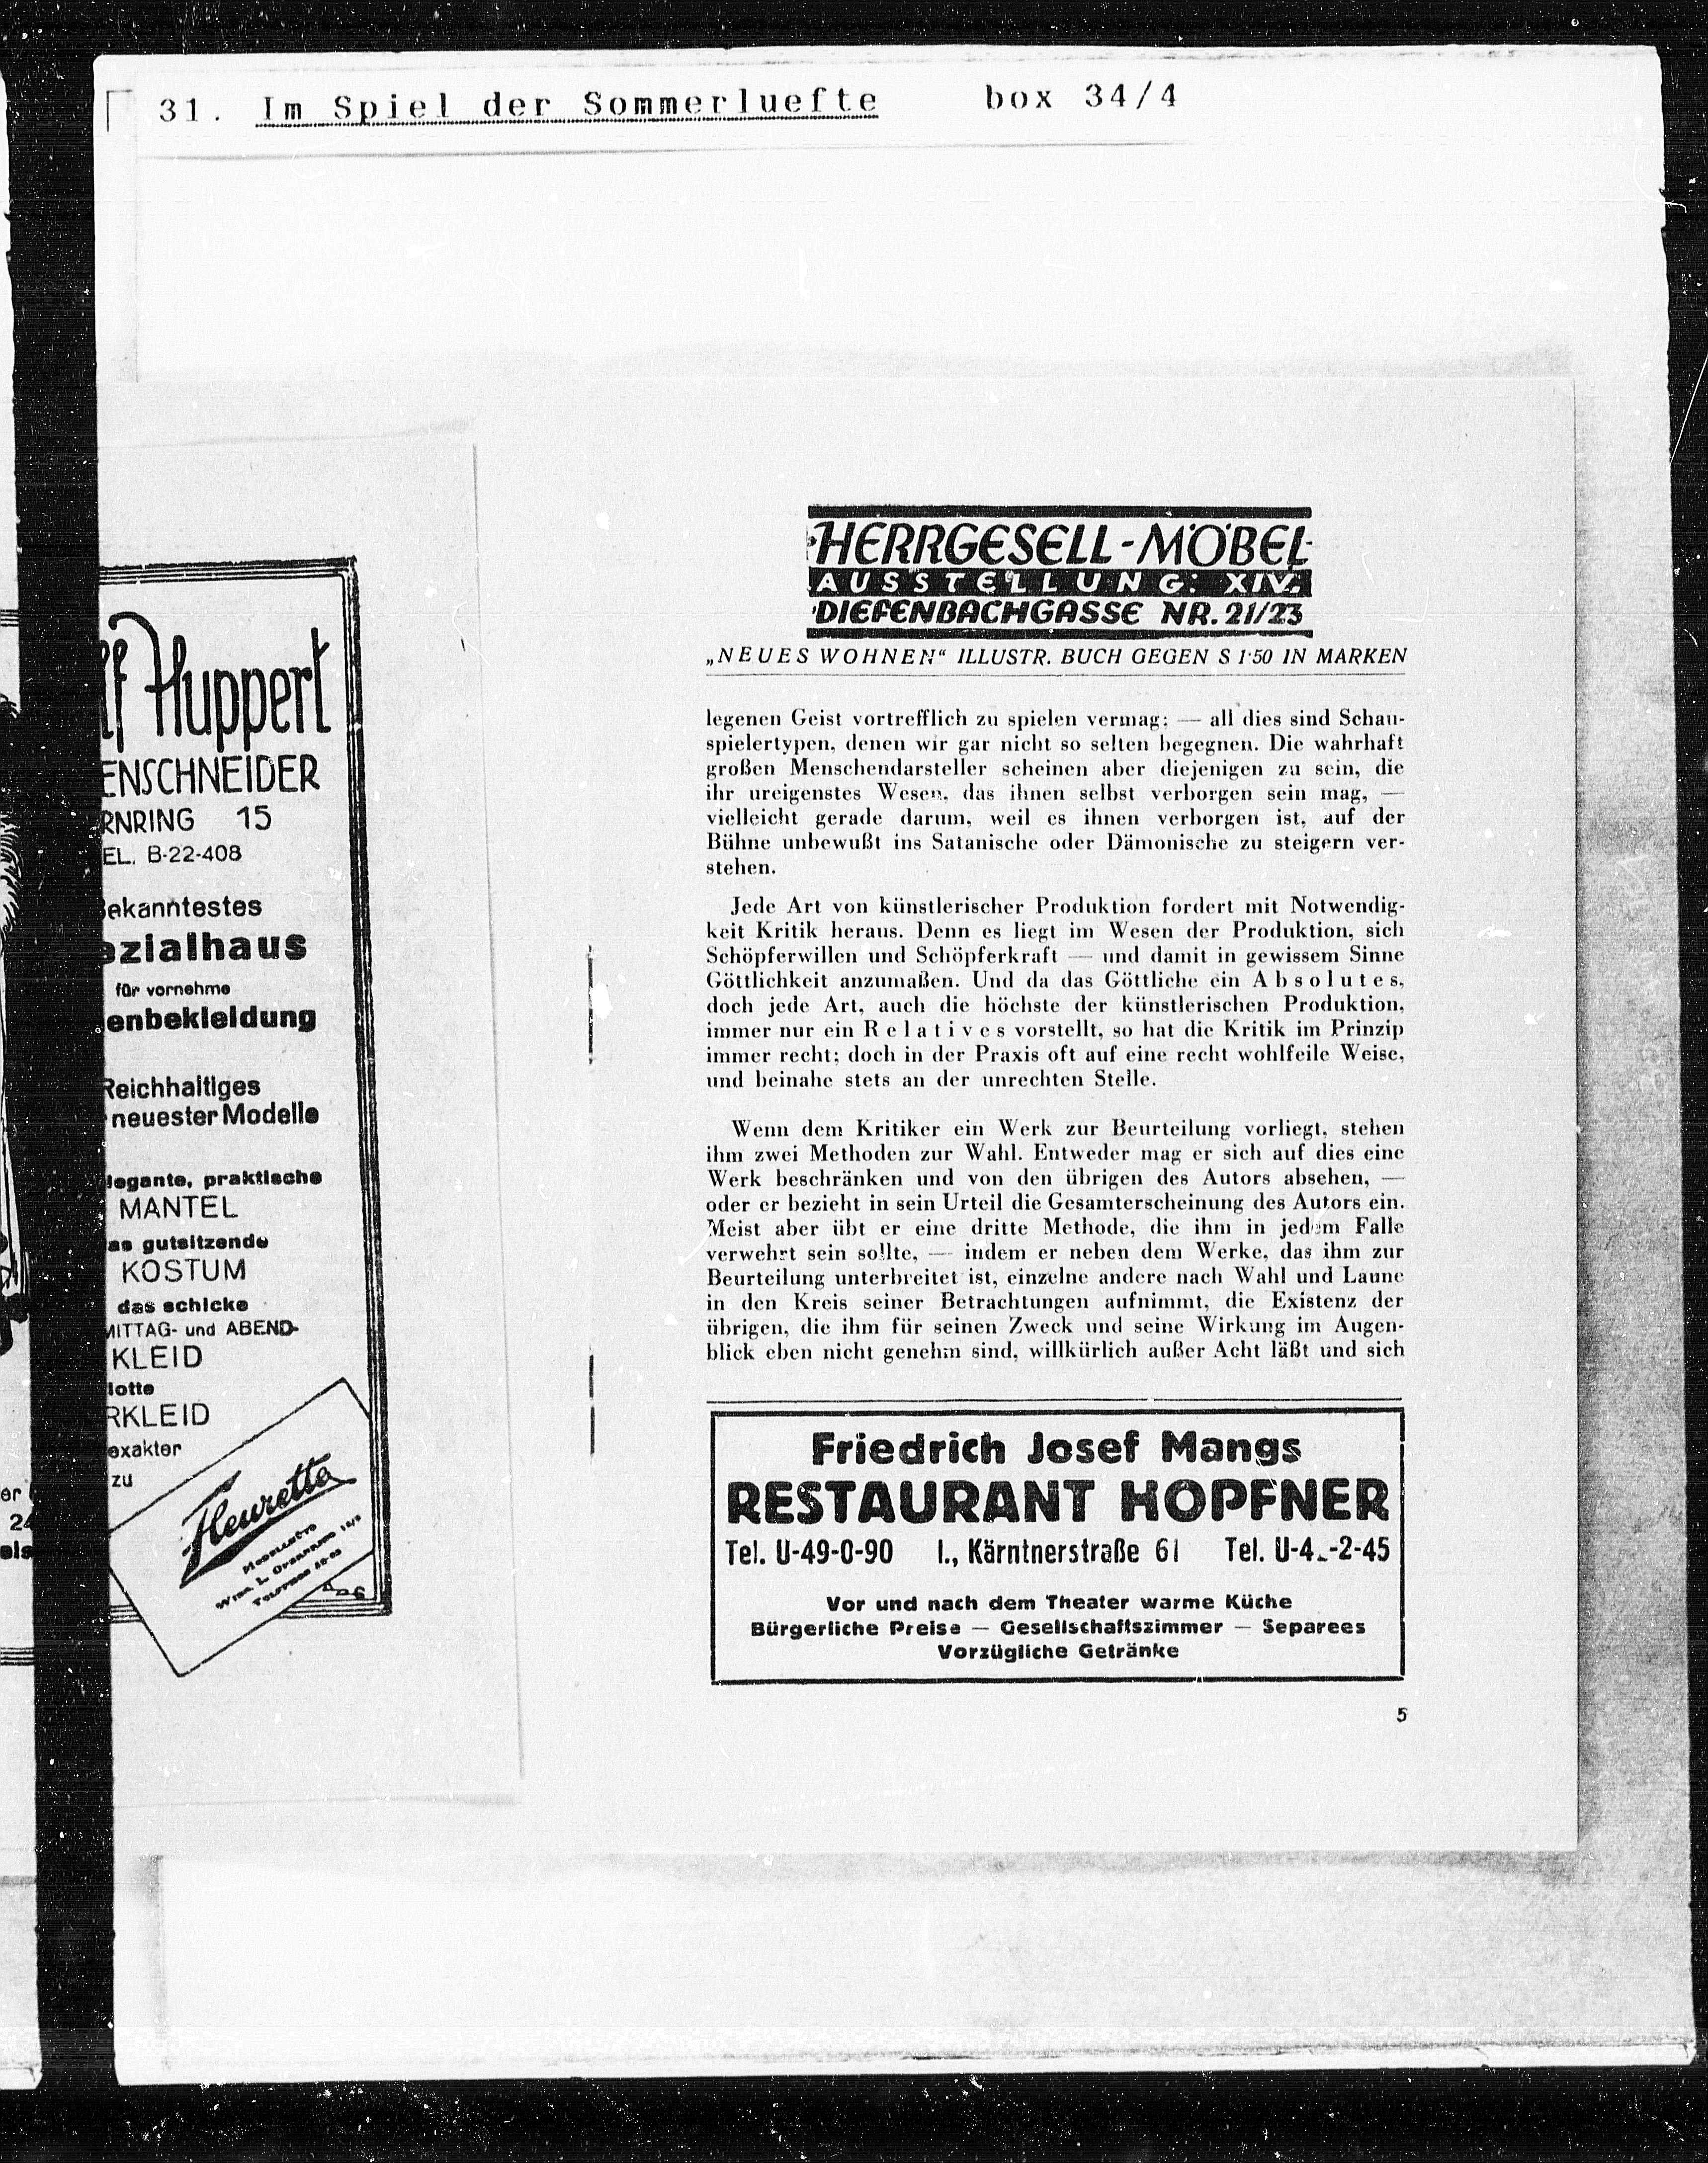 31. Im Spiel der Sommerluefte box 34/4
Huppert
ENSCHNEIDER
RNRING 15
EL. B-22-408
ekanntestes
ezialhaus
für vornehme
enbekleidung
Reichhaltiges
neuester Modelle
legante, praktische
MANTEL
as gutsitzende
KOSTUM
das schicke
MITTAG- und ABEND-
KLEID
lotte
RKLEID
exakter
zu
Fleurette
HERRGESELL-MÖBEL
AUSSTELLUNG: XIV.
DIEFENBACHGASSE NR. 21/23
„NEUES WOHNEN“ ILLUSTR. BUCH GEGEN S 1·50 IN MARKEN
legenen Geist vortrefflich zu spielen vermag: — all dies sind Schau-
spielertypen, denen wir gar nicht so selten begegnen. Die wahrhaft
großen Menschendarsteller scheinen aber diejenigen zu sein, die
ihr ureigenstes Wesen, das ihnen selbst verborgen sein mag, —
vielleicht gerade darum, weil es ihnen verborgen ist, auf der
Bühne unbewußt ins Satanische oder Dämonische zu steigern ver-
stehen.
Jede Art von künstlerischer Produktion fordert mit Notwendig-
keit Kritik heraus. Denn es liegt im Wesen der Produktion, sich
Schöpferwillen und Schöpferkraft — und damit in gewissem Sinne
Göttlichkeit anzumaßen. Und da das Göttliche ein Absolutes,
doch jede Art, auch die höchste der künstlerischen Produktion,
immer nur ein Relatives vorstellt, so hat die Kritik im Prinzip
immer recht; doch in der Praxis oft auf eine recht wohlfeile Weise,
und beinahe stets an der unrechten Stelle.
Wenn dem Kritiker ein Werk zur Beurteilung vorliegt, stehen
ihm zwei Methoden zur Wahl. Entweder mag er sich auf dies eine
Werk beschränken und von den übrigen des Autors absehen, —
oder er bezieht in sein Urteil die Gesamterscheinung des Autors ein.
Meist aber übt er eine dritte Methode, die ihm in jedem Falle
verwehrt sein sollte, — indem er neben dem Werke, das ihm zur
Beurteilung unterbreitet ist, einzelne andere nach Wahl und Laune
in den Kreis seiner Betrachtungen aufnimmt, die Existenz der
übrigen, die ihm für seinen Zweck und seine Wirkung im Augen-
blick eben nicht genehm sind, willkürlich außer Acht läßt und sich
Friedrich Josef Mangs
RESTAURANT HOPFNER
Tel. U-49-0-90 I., Kärntnerstraße 61 Tel.
Vor und nach dem Theater warme Küche
Bürgerliche Preise — Gesellschaftszimmer — Separees
Vorzügliche Getränke
5